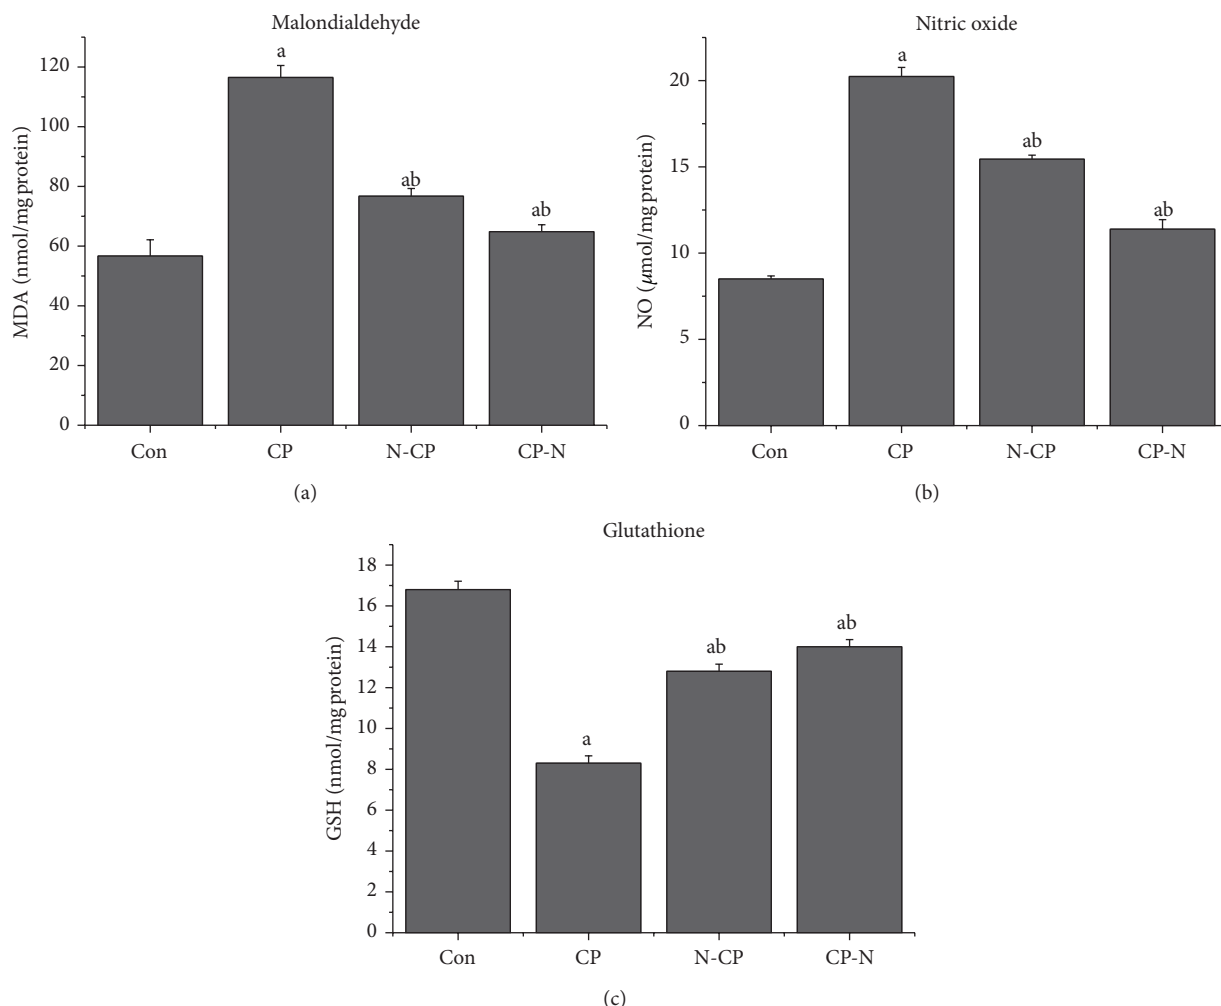 Malondialdehyde
MDA (nmol/mg protein)
120
100
80
60
40
20
0
a
ab
ab
Con CP N-CP CP-N
(a)
Nitric oxide
NO (μmol/mg protein)
20
15
10
5
0
a
ab
ab
Con CP N-CP CP-N
(b)
Glutathione
GSH (nmol/mg protein)
18
16
14
12
10
8
6
4
2
0
a
ab
ab
Con CP N-CP CP-N
(c)